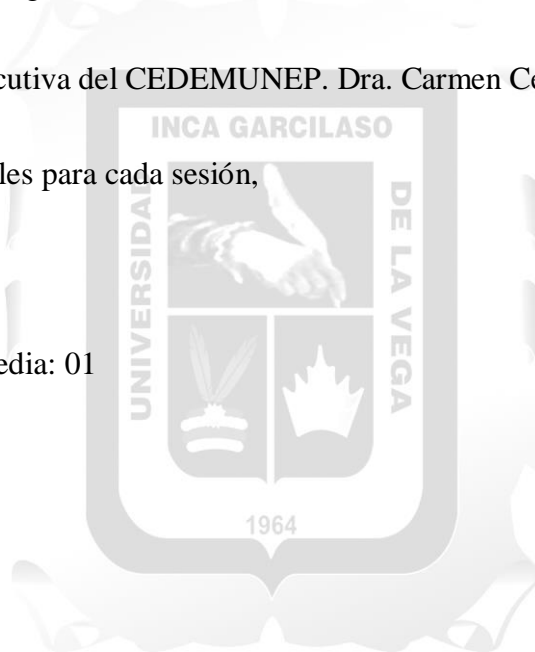 cutiva del CEDEMUNEP. Dra. Carmen Ce
INCA GARCILASO
les para cada sesión,
UNIVERSIDAD
DE LA VEGA
edia: 01
1964